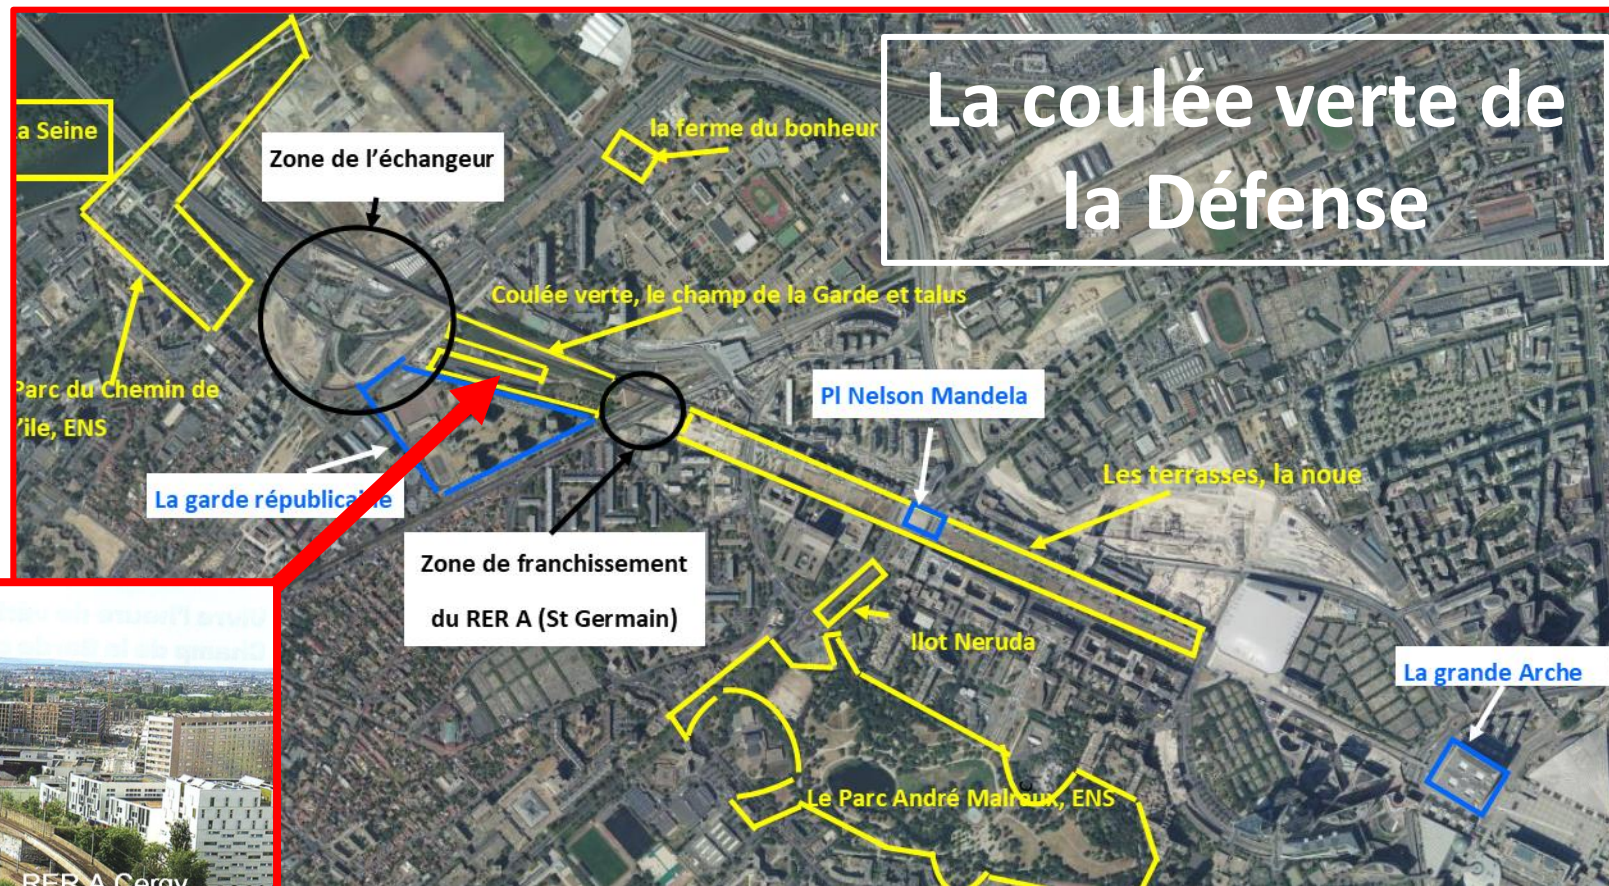 La coulée verte de
la Défense
la ferme du bonheur
a Seine
Zone de l’échangeur
Coulée verte, le champ de la Garde et talus
Parc du Chemin de
l’ile, ENS
Pl Nelson Mandela
La garde républicaine
Les terrasses, la noue
Zone de franchissement
du RER A (St Germain)
Ilot Neruda
La grande Arche
Le Parc André Malraux, ENS
RER A Cergy